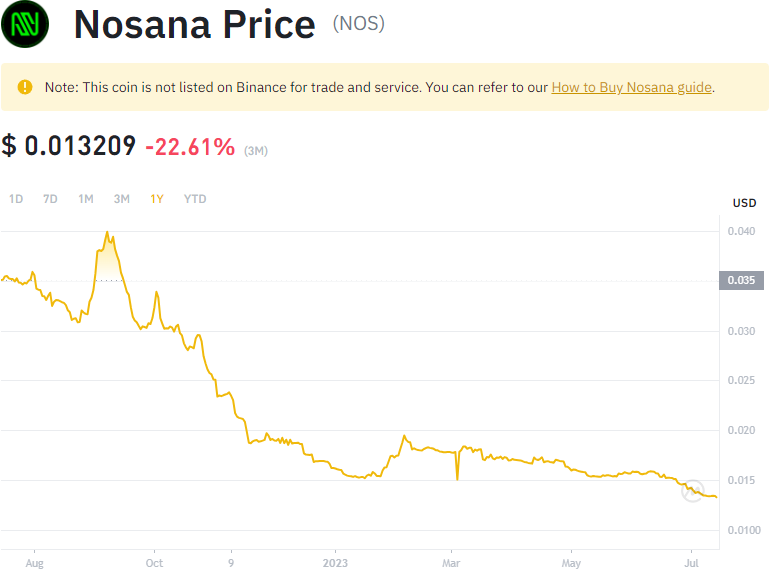 Nosana Price (NOS)
Note: This coin is not listed on Binance for trade and service. You can refer to our How to Buy Nosana guide.
$ 0.013209 -22.61% (3M)
1D 7D 1M 3M 1Y YTD
USD
0.040
0.035
0.030
0.025
0.020
0.015
0.0100
Aug Oct 9 2023 Mar May Jul